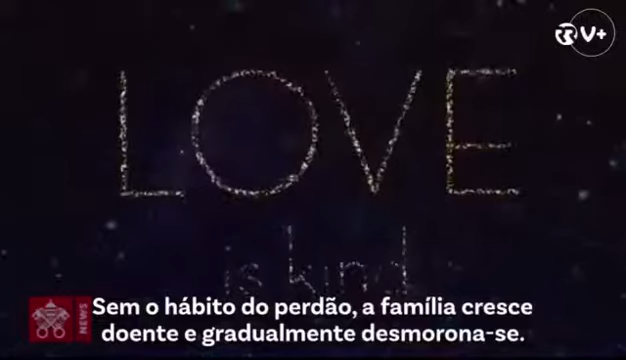 V+
LOVE
is kind
NEWS
Sem o hábito do perdão, a família cresce
doente e gradualmente desmorona-se.